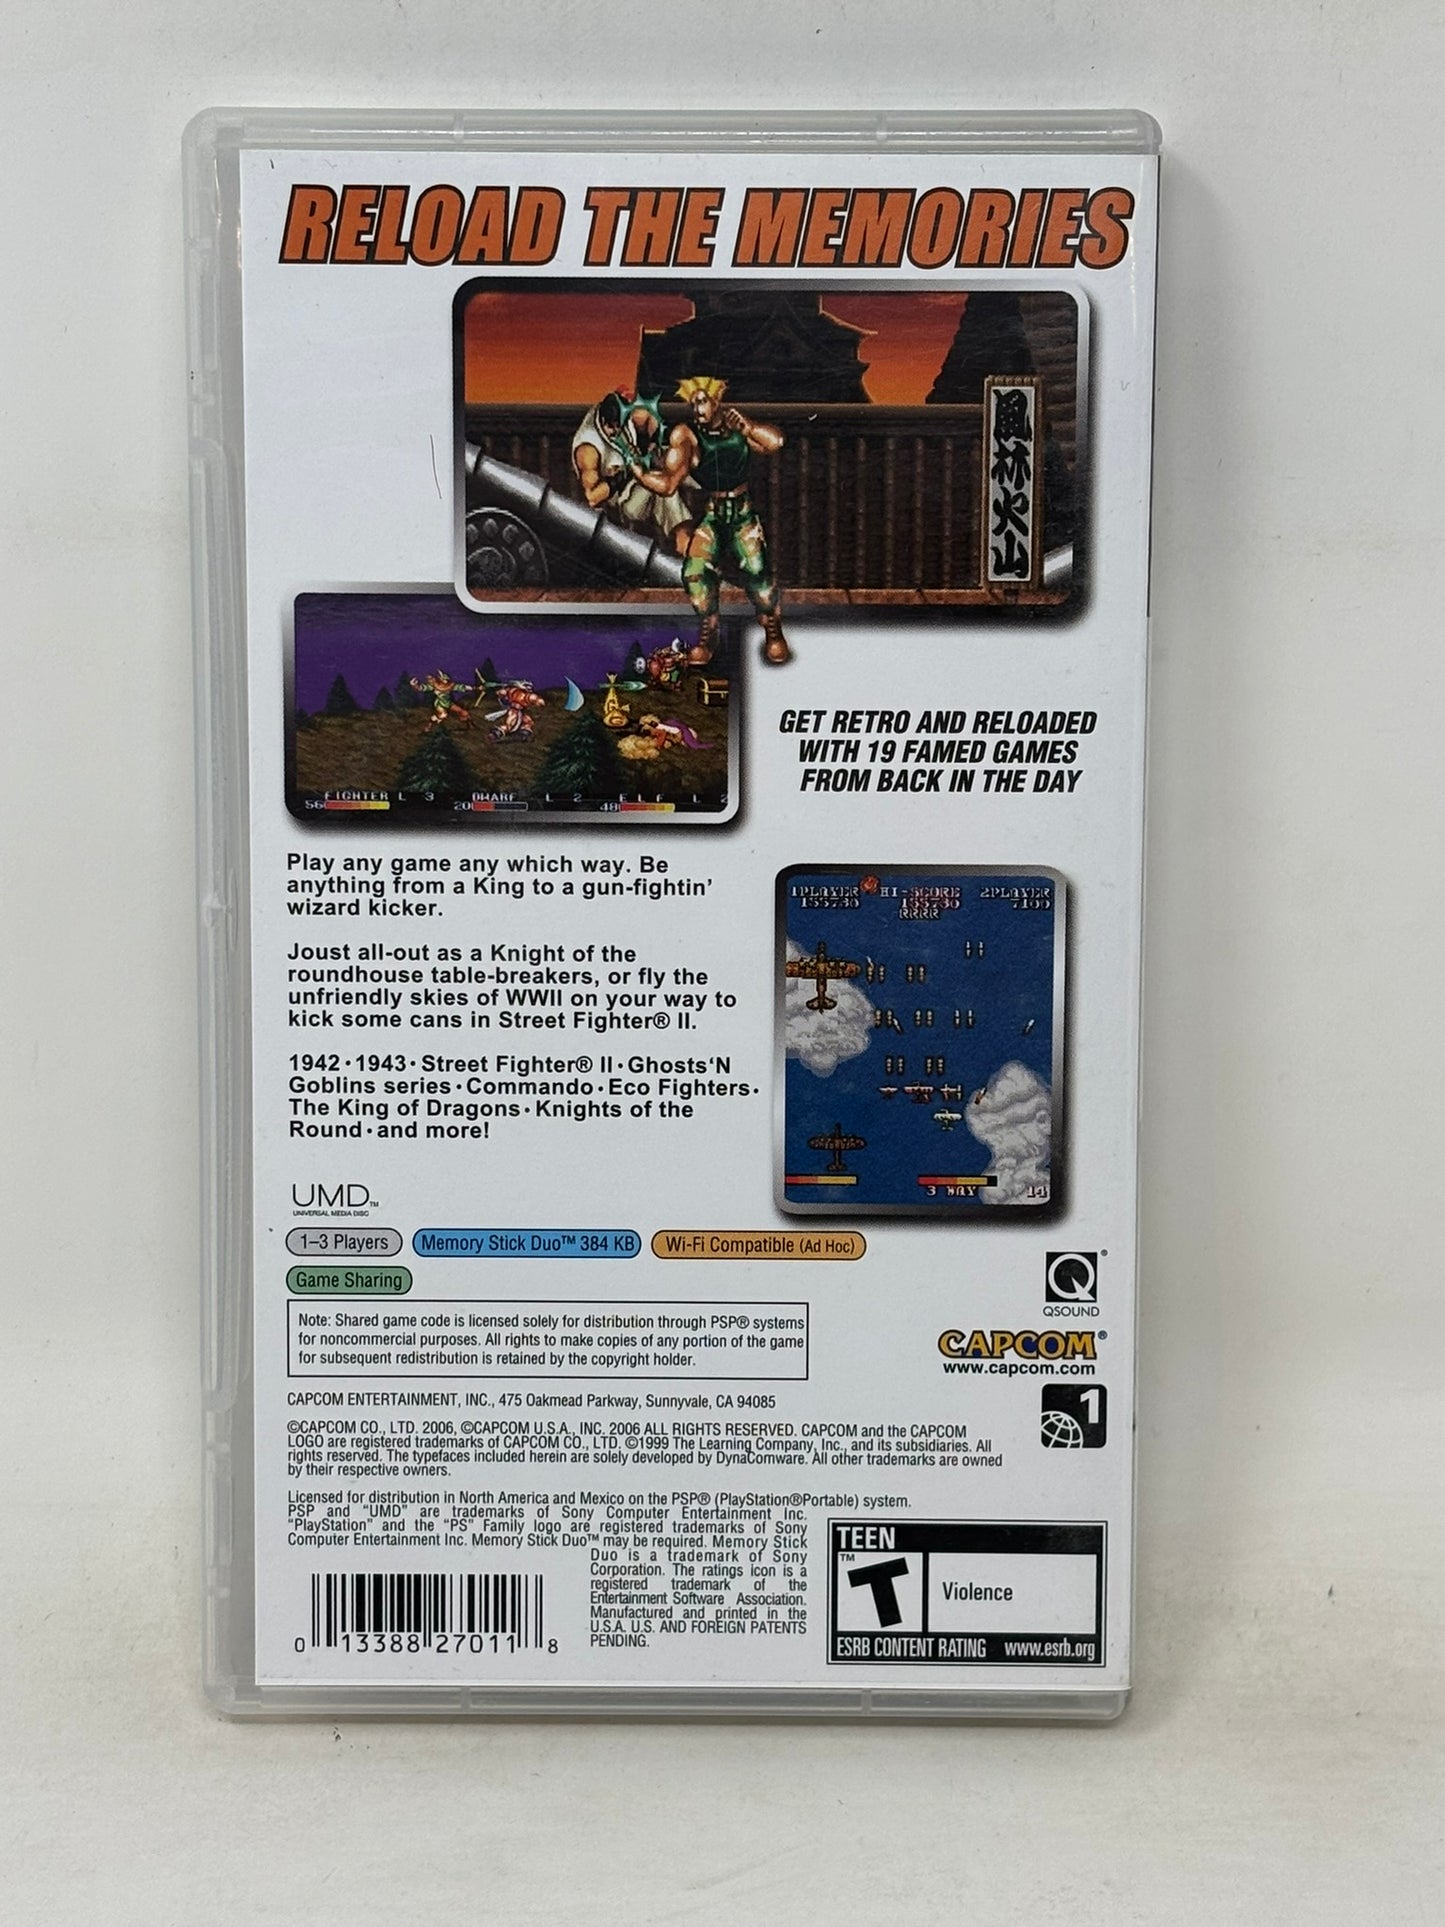 RELOAD THE MEMORIES
風林火山
GET RETRO AND RELOADED
WITH 19 FAMED GAMES
FROM BACK IN THE DAY
FIGHTER L 3 DWARF L 2 ELF L 2
56 20 48
Play any game any which way. Be
anything from a King to a gun-fightin’
wizard kicker.
Joust all-out as a Knight of the
roundhouse table-breakers, or fly the
unfriendly skies of WWII on your way to
kick some cans in Street Fighter® II.
1942 • 1943 • Street Fighter® II • Ghosts‘N
Goblins series • Commando • Eco Fighters •
The King of Dragons • Knights of the
Round • and more!
1PLAYER HI-SCORE 2PLAYER
155730 155730 7100
RRRR
3 WAY 14
UMD™
UNIVERSAL MEDIA DISC
1–3 Players
Memory Stick Duo™ 384 KB
Wi-Fi Compatible (Ad Hoc)
Game Sharing
Note: Shared game code is licensed solely for distribution through PSP® systems
for noncommercial purposes. All rights to make copies of any portion of the game
for subsequent redistribution is retained by the copyright holder.
Q®
QSOUND
CAPCOM®
www.capcom.com
1
CAPCOM ENTERTAINMENT, INC., 475 Oakmead Parkway, Sunnyvale, CA 94085
©CAPCOM CO., LTD. 2006, ©CAPCOM U.S.A., INC. 2006 ALL RIGHTS RESERVED. CAPCOM and the CAPCOM
LOGO are registered trademarks of CAPCOM CO., LTD. ©1999 The Learning Company, Inc., and its subsidiaries. All
rights reserved. The typefaces included herein are solely developed by DynaComware. All other trademarks are owned
by their respective owners.
Licensed for distribution in North America and Mexico on the PSP® (PlayStation®Portable) system.
PSP and “UMD” are trademarks of Sony Computer Entertainment Inc.
“PlayStation” and the “PS” Family logo are registered trademarks of Sony
Computer Entertainment Inc. Memory Stick Duo™ may be required. Memory Stick
Duo is a trademark of Sony
Corporation. The ratings icon is a
registered trademark of the
Entertainment Software Association.
Manufactured and printed in the
U.S.A. U.S. AND FOREIGN PATENTS
PENDING.
0 13388 27011 8
TEEN
T™
Violence
ESRB CONTENT RATING www.esrb.org